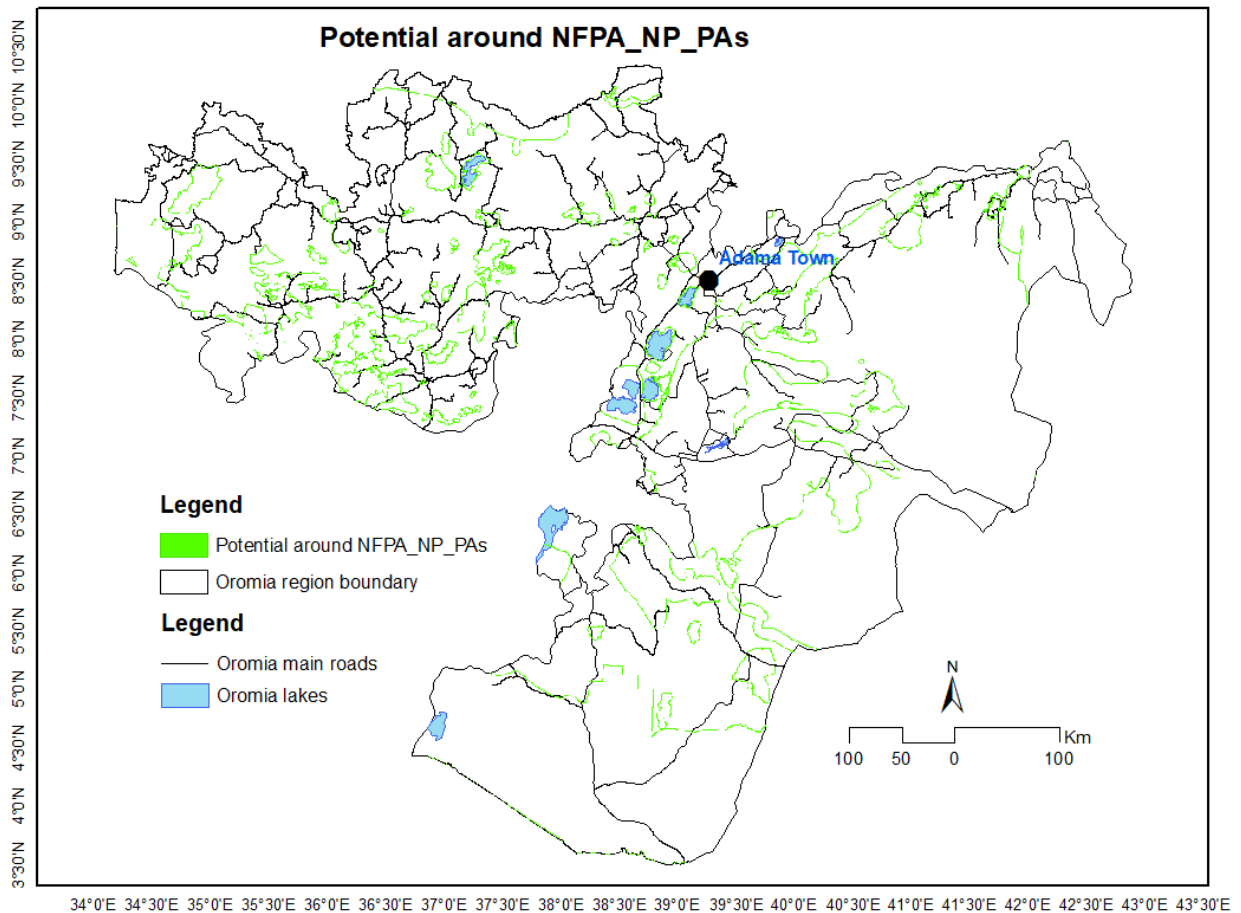 Potential around NFPA_NP_PAs
10°30'N
10°0'N
9°30'N
9°0'N
8°30'N
8°0'N
7°30'N
7°0'N
6°30'N
6°0'N
5°30'N
5°0'N
4°30'N
4°0'N
3°30'N
Adama Town
Legend
Potential around NFPA_NP_PAs
Oromia region boundary
Legend
Oromia main roads
Oromia lakes
N
Km
100 50 0 100
34°0'E 34°30'E 35°0'E 35°30'E 36°0'E 36°30'E 37°0'E 37°30'E 38°0'E 38°30'E 39°0'E 39°30'E 40°0'E 40°30'E 41°0'E 41°30'E 42°0'E 42°30'E 43°0'E 43°30'E